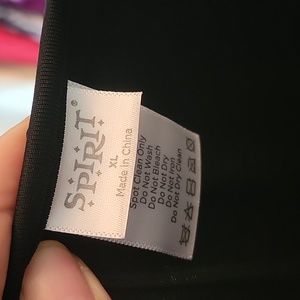 SPIRIT®
XL
Made in China
Spot Clean Only
Do Not Wash
Do Not Bleach
Do Not Dry
Do Not Iron
Do Not Dry Clean